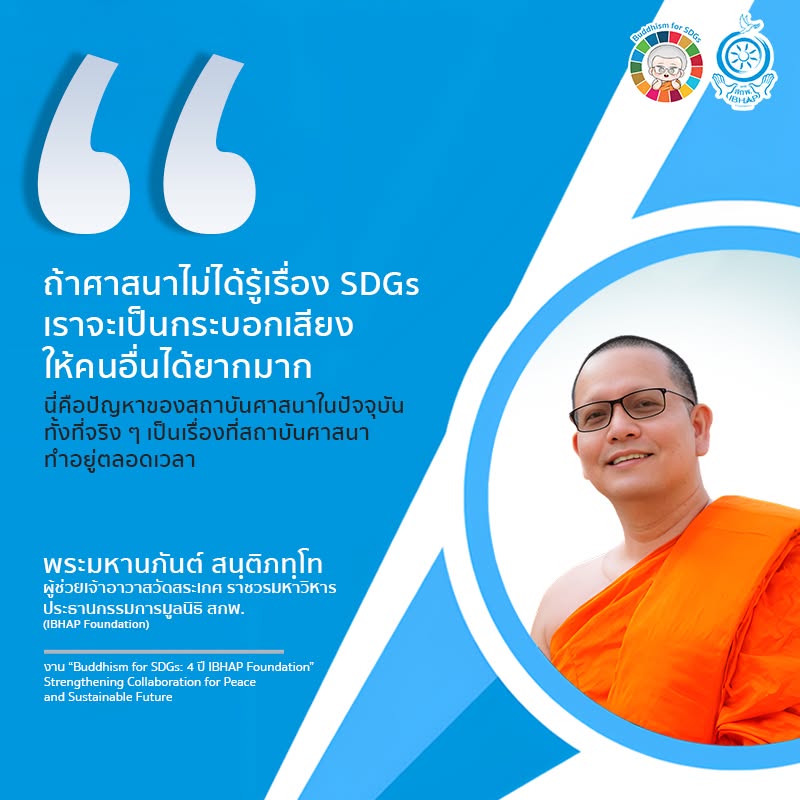 Buddhism for SDGs
สกพ.
IBHAP
ถ้าศาสนาไม่ได้รู้เรื่อง SDGs
เราจะเป็นกระบอกเสียง
ให้คนอื่นได้ยากมาก
นี่คือปัญหาของสถาบันศาสนาในปัจจุบัน
ทั้งที่จริง ๆ เป็นเรื่องที่สถาบันศาสนา
ทำอยู่ตลอดเวลา
พระมหานภันต์ สนฺติภทฺโท
ผู้ช่วยเจ้าอาวาสวัดสระเกศ ราชวรมหาวิหาร
ประธานกรรมการมูลนิธิ สกพ.
(IBHAP Foundation)
งาน “Buddhism for SDGs: 4 ปี IBHAP Foundation”
Strengthening Collaboration for Peace
and Sustainable Future